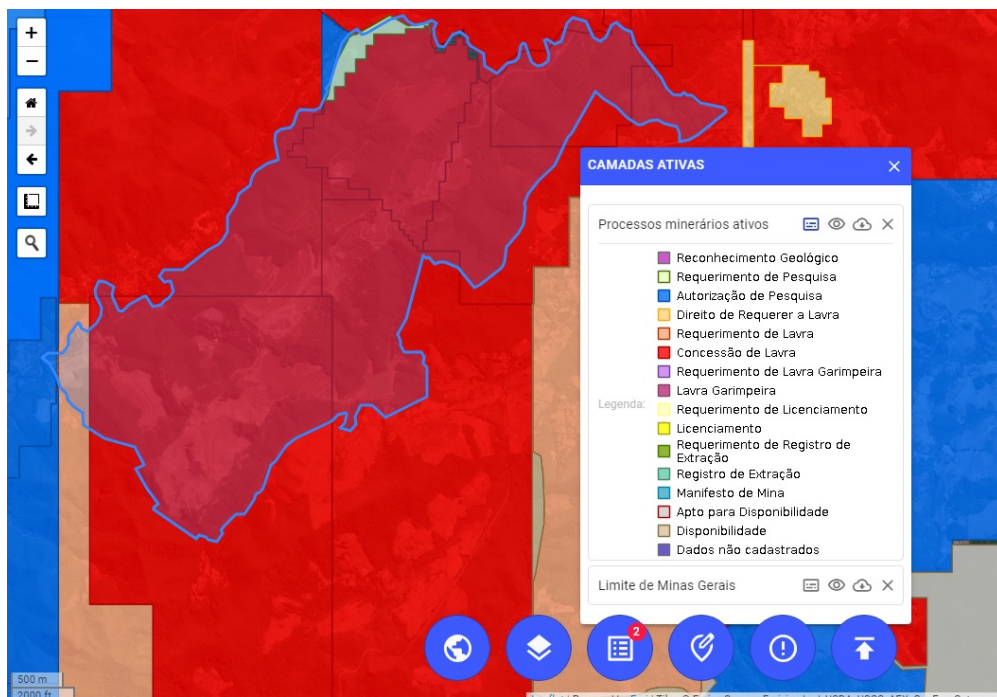 +
−
CAMADAS ATIVAS
Processos minerários ativos
Reconhecimento Geológico
Requerimento de Pesquisa
Autorização de Pesquisa
Direito de Requerer a Lavra
Requerimento de Lavra
Concessão de Lavra
Requerimento de Lavra Garimpeira
Legenda:
Lavra Garimpeira
Requerimento de Licenciamento
Licenciamento
Requerimento de Registro de
Extração
Registro de Extração
Manifesto de Mina
Apto para Disponibilidade
Disponibilidade
Dados não cadastrados
Limite de Minas Gerais
2
500 m
2000 ft